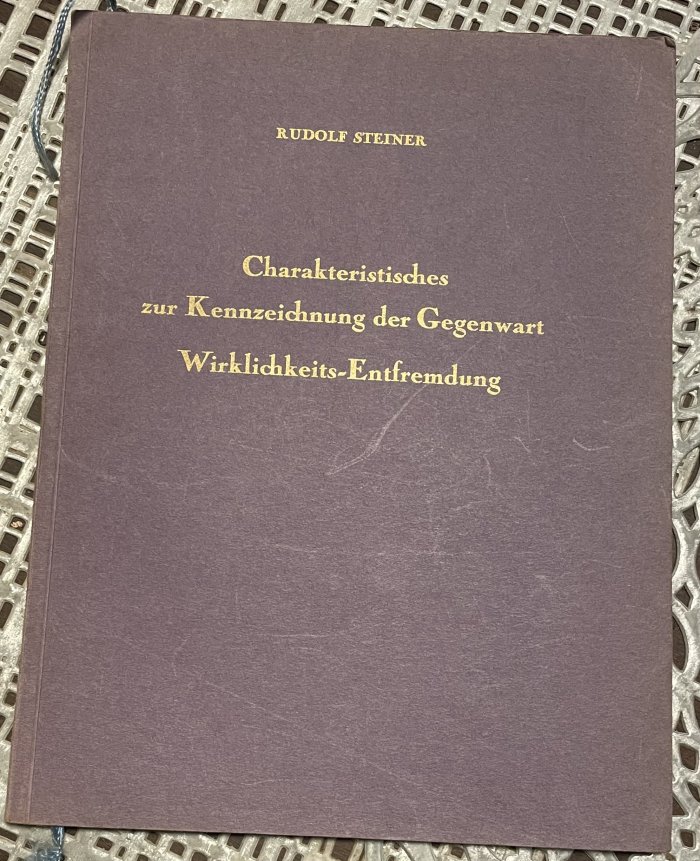 RUDOLF STEINER
Charakteristisches
zur Kennzeichnung der Gegenwart
Wirklichkeits-Entfremdung